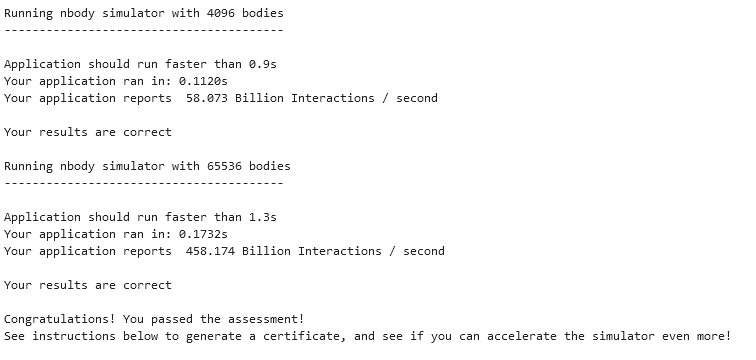 Running nbody simulator with 4096 bodies
----------------------------------------
Application should run faster than 0.9s
Your application ran in: 0.1120s
Your application reports  58.073 Billion Interactions / second
Your results are correct
Running nbody simulator with 65536 bodies
----------------------------------------
Application should run faster than 1.3s
Your application ran in: 0.1732s
Your application reports  458.174 Billion Interactions / second
Your results are correct
Congratulations! You passed the assessment!
See instructions below to generate a certificate, and see if you can accelerate the simulator even more!